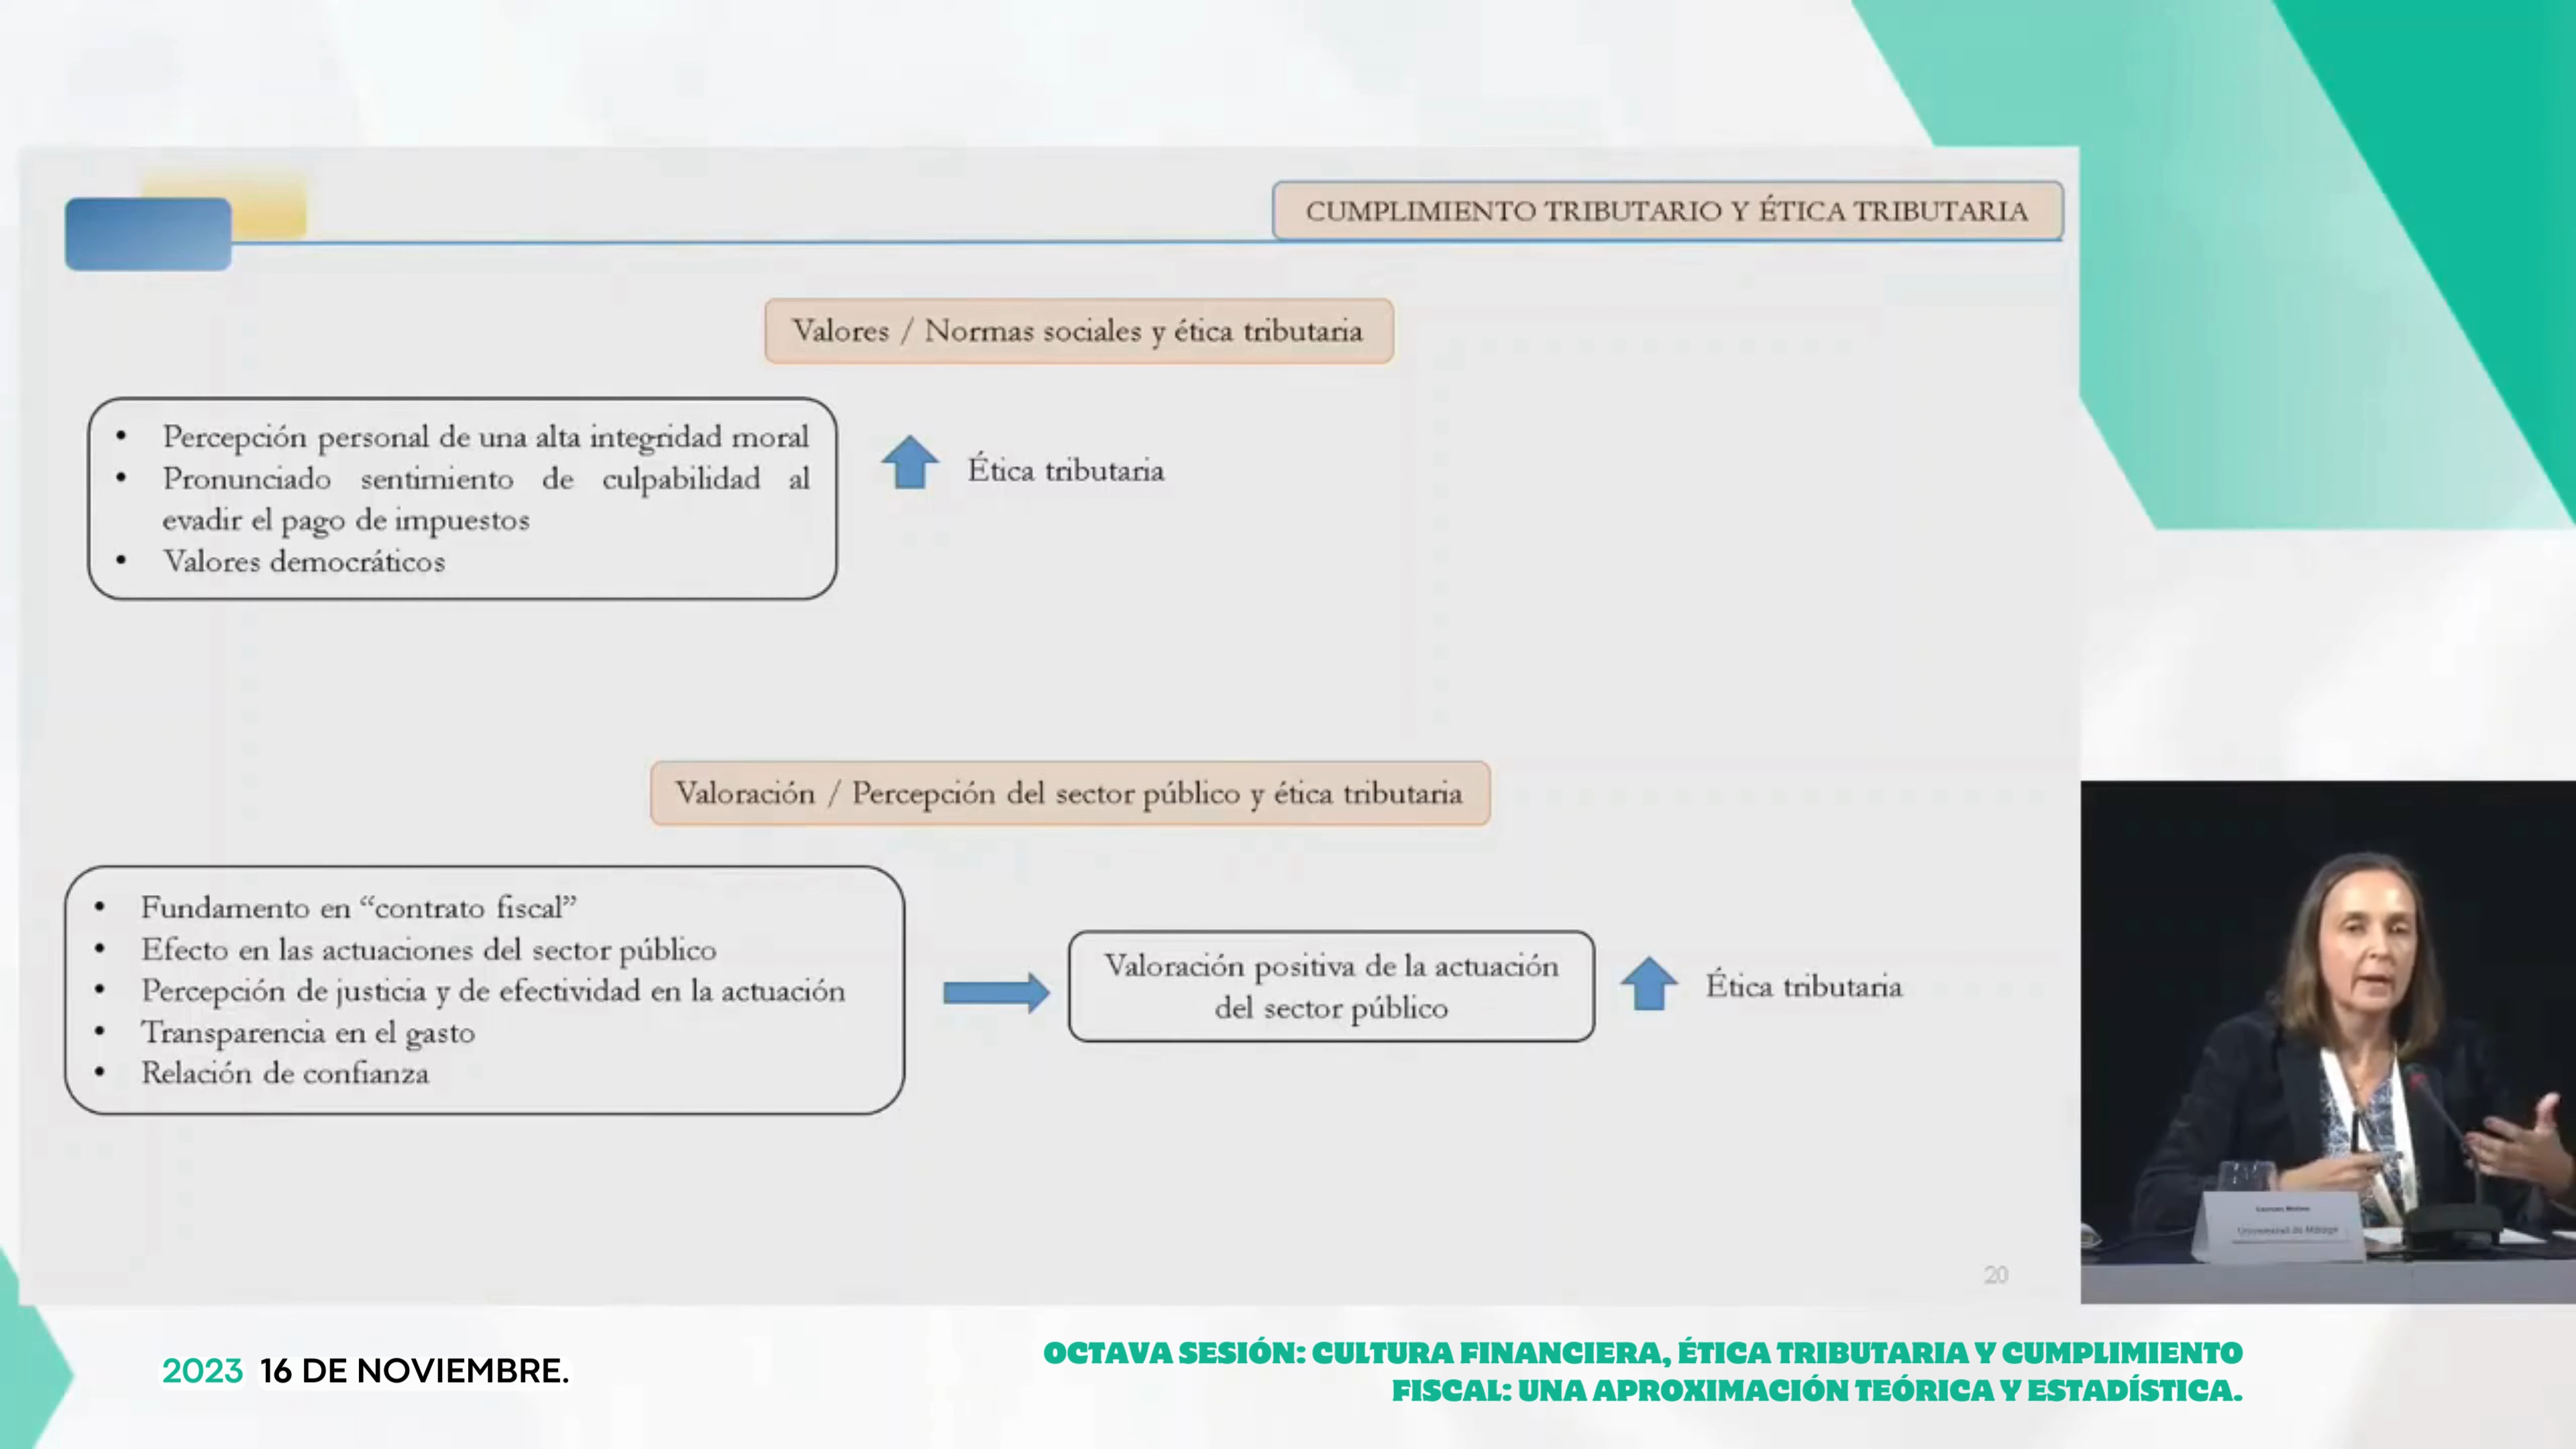 CUMPLIMIENTO TRIBUTARIO Y ÉTICA TRIBUTARIA
Valores / Normas sociales y ética tributaria
• Percepción personal de una alta integridad moral
• Pronunciado sentimiento de culpabilidad al
evadir el pago de impuestos
• Valores democráticos
Ética tributaria
Valoración / Percepción del sector público y ética tributaria
• Fundamento en “contrato fiscal”
• Efecto en las actuaciones del sector público
• Percepción de justicia y de efectividad en la actuación
• Transparencia en el gasto
• Relación de confianza
Valoración positiva de la actuación
del sector público
Ética tributaria
20
Universidad de Málaga
2023 16 DE NOVIEMBRE.
OCTAVA SESIÓN: CULTURA FINANCIERA, ÉTICA TRIBUTARIA Y CUMPLIMIENTO
FISCAL: UNA APROXIMACIÓN TEÓRICA Y ESTADÍSTICA.